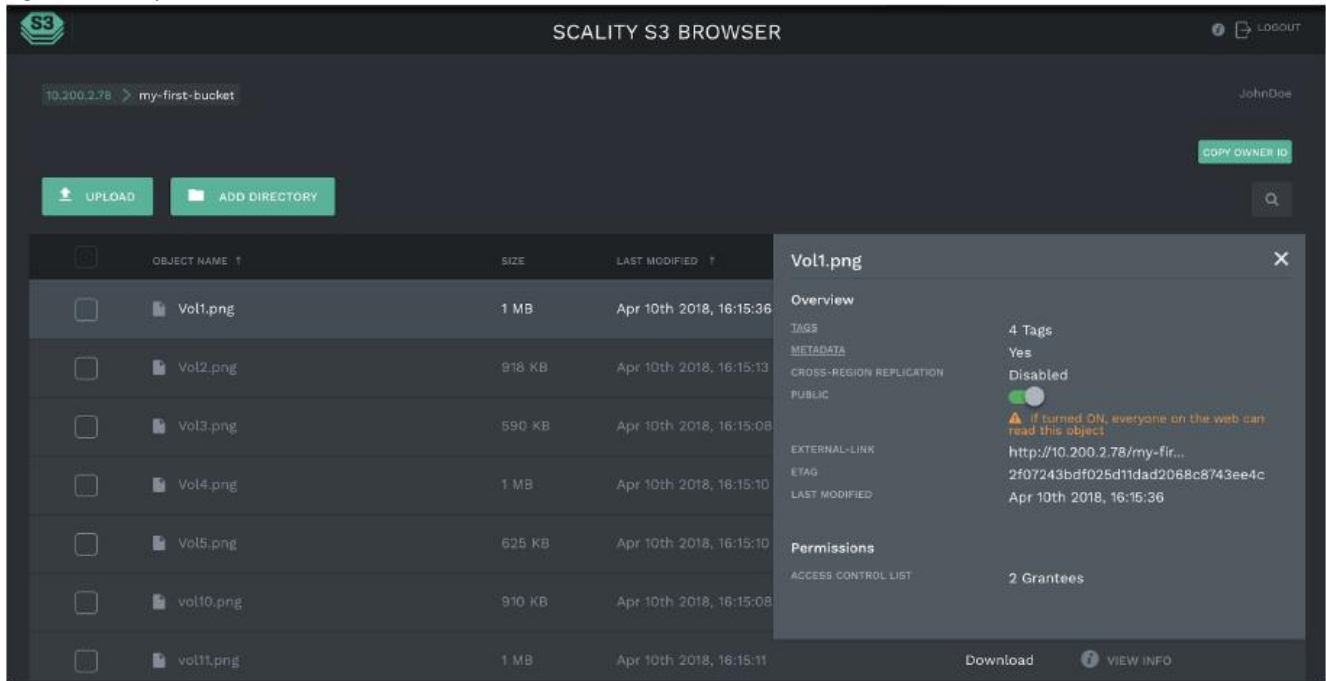 S3
SCALITY S3 BROWSER
LOGOUT
10.200.2.78 > my-first-bucket
JohnDoe
COPY OWNER ID
UPLOAD
ADD DIRECTORY
OBJECT NAME ↑ SIZE LAST MODIFIED ↑
Vol1.png 1 MB Apr 10th 2018, 16:15:36
Vol2.png 918 KB Apr 10th 2018, 16:15:13
Vol3.png 590 KB Apr 10th 2018, 16:15:08
Vol4.png 1 MB Apr 10th 2018, 16:15:10
Vol5.png 625 KB Apr 10th 2018, 16:15:10
vol10.png 910 KB Apr 10th 2018, 16:15:08
vol11.png 1 MB Apr 10th 2018, 16:15:11
Vol1.png
Overview
TAGS 4 Tags
METADATA Yes
CROSS-REGION REPLICATION Disabled
PUBLIC
If turned ON, everyone on the web can
read this object
EXTERNAL-LINK http://10.200.2.78/my-fir...
ETAG 2f07243bdf025d11dad2068c8743ee4c
LAST MODIFIED Apr 10th 2018, 16:15:36
Permissions
ACCESS CONTROL LIST 2 Grantees
Download VIEW INFO